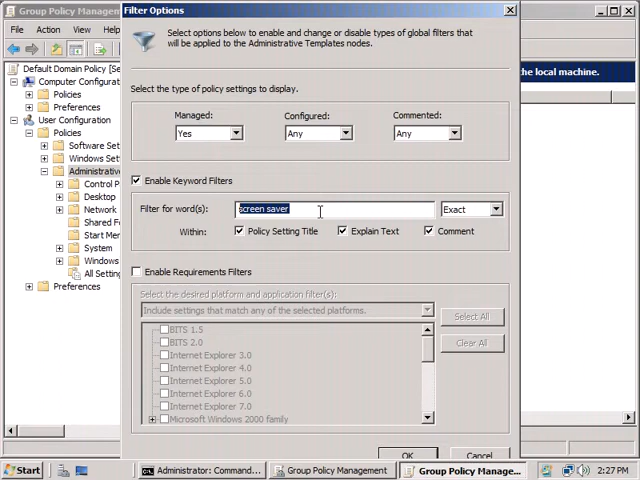 Group Policy Management
Filter Options
File
Action
View
Select options below to enable and change or disable types of global filters that
will be applied to the Administrative Templates nodes.
Default Domain Policy [Se
Computer Configurat
Policies
Preferences
User Configuration
Policies
Software Set
Windows Set
Administrative
Control P
Desktop
Network
Shared F
Start Men
System
Windows
All Setting
Preferences
the local machine.
Select the type of policy settings to display.
Managed:
Configured:
Commented:
Yes
Any
Any
Enable Keyword Filters
Filter for word(s):
screen saver
Exact
Within:
Policy Setting Title
Explain Text
Comment
Enable Requirements Filters
Select the desired platform and application filter(s):
Include settings that match any of the selected platforms.
Select All
Clear All
BITS 1.5
BITS 2.0
Internet Explorer 3.0
Internet Explorer 4.0
Internet Explorer 5.0
Internet Explorer 6.0
Internet Explorer 7.0
Microsoft Windows 2000 family
OK
Cancel
Start
Administrator: Command...
Group Policy Management
Group Policy Manage...
2:27 PM